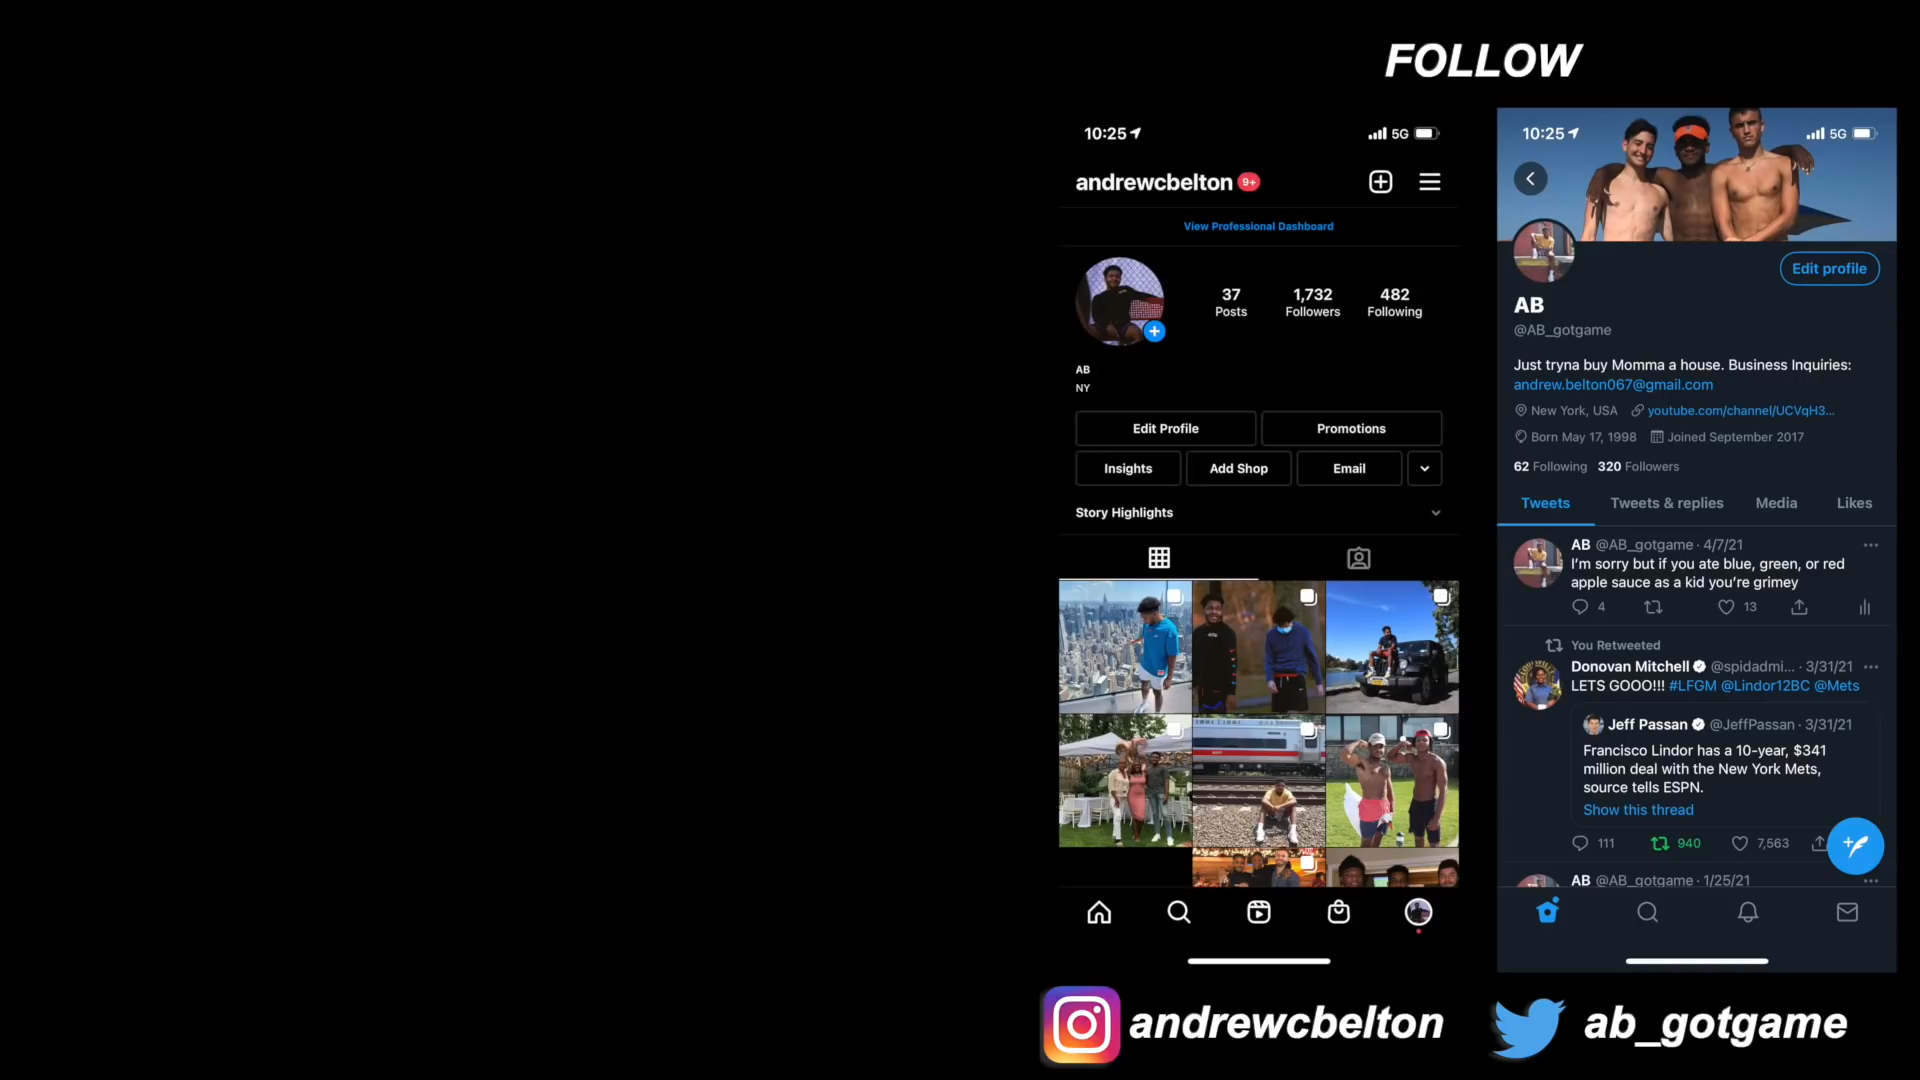 FOLLOW
10:25
5G
andrewcbelton 9+
View Professional Dashboard
37
Posts
1,732
Followers
482
Following
AB
NY
Edit Profile
Promotions
Insights
Add Shop
Email
Story Highlights
10:25
5G
Edit profile
AB
@AB_gotgame
Just tryna buy Momma a house. Business Inquiries:
andrew.belton067@gmail.com
New York, USA youtube.com/channel/UCVqH3...
Born May 17, 1998 Joined September 2017
62 Following 320 Followers
Tweets Tweets & replies Media Likes
AB @AB_gotgame · 4/7/21
I'm sorry but if you ate blue, green, or red
apple sauce as a kid you're grimey
4 13
You Retweeted
Donovan Mitchell @spidadmi... · 3/31/21
LETS GOOO!!! #LFGM @Lindor12BC @Mets
Jeff Passan @JeffPassan · 3/31/21
Francisco Lindor has a 10-year, $341
million deal with the New York Mets,
source tells ESPN.
Show this thread
111 940 7,563
AB @AB_gotgame · 1/25/21
andrewcbelton
ab_gotgame